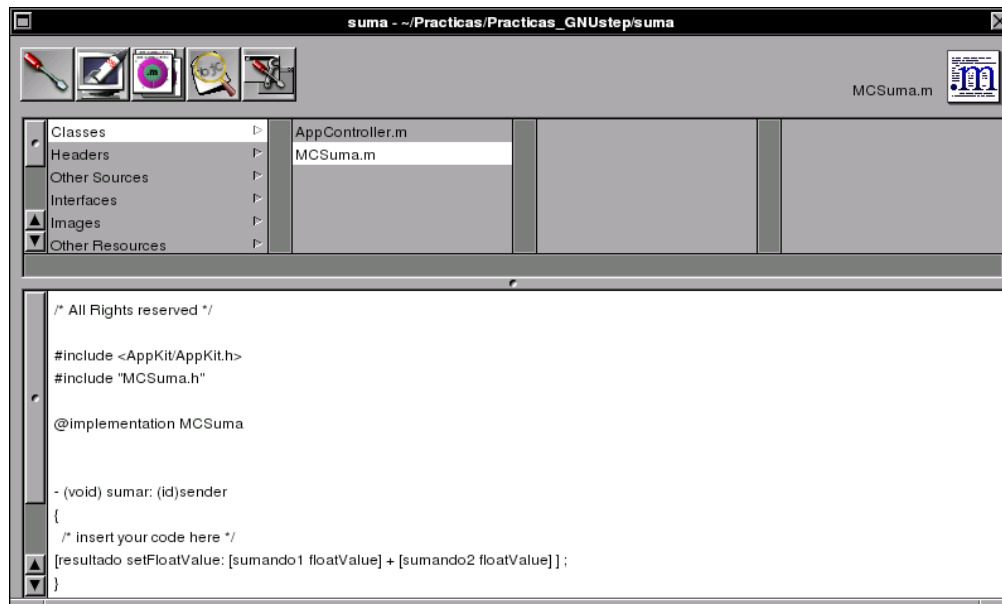 suma - ~/Practicas/Practicas_GNUstep/suma
.m
objc
.m
MCSuma.m
Classes
Headers
Other Sources
Interfaces
Images
Other Resources
AppController.m
MCSuma.m
/* All Rights reserved */
#include <AppKit/AppKit.h>
#include "MCSuma.h"
@implementation MCSuma
- (void) sumar: (id)sender
{
/* insert your code here */
[resultado setFloatValue: [sumando1 floatValue] + [sumando2 floatValue] ] ;
}